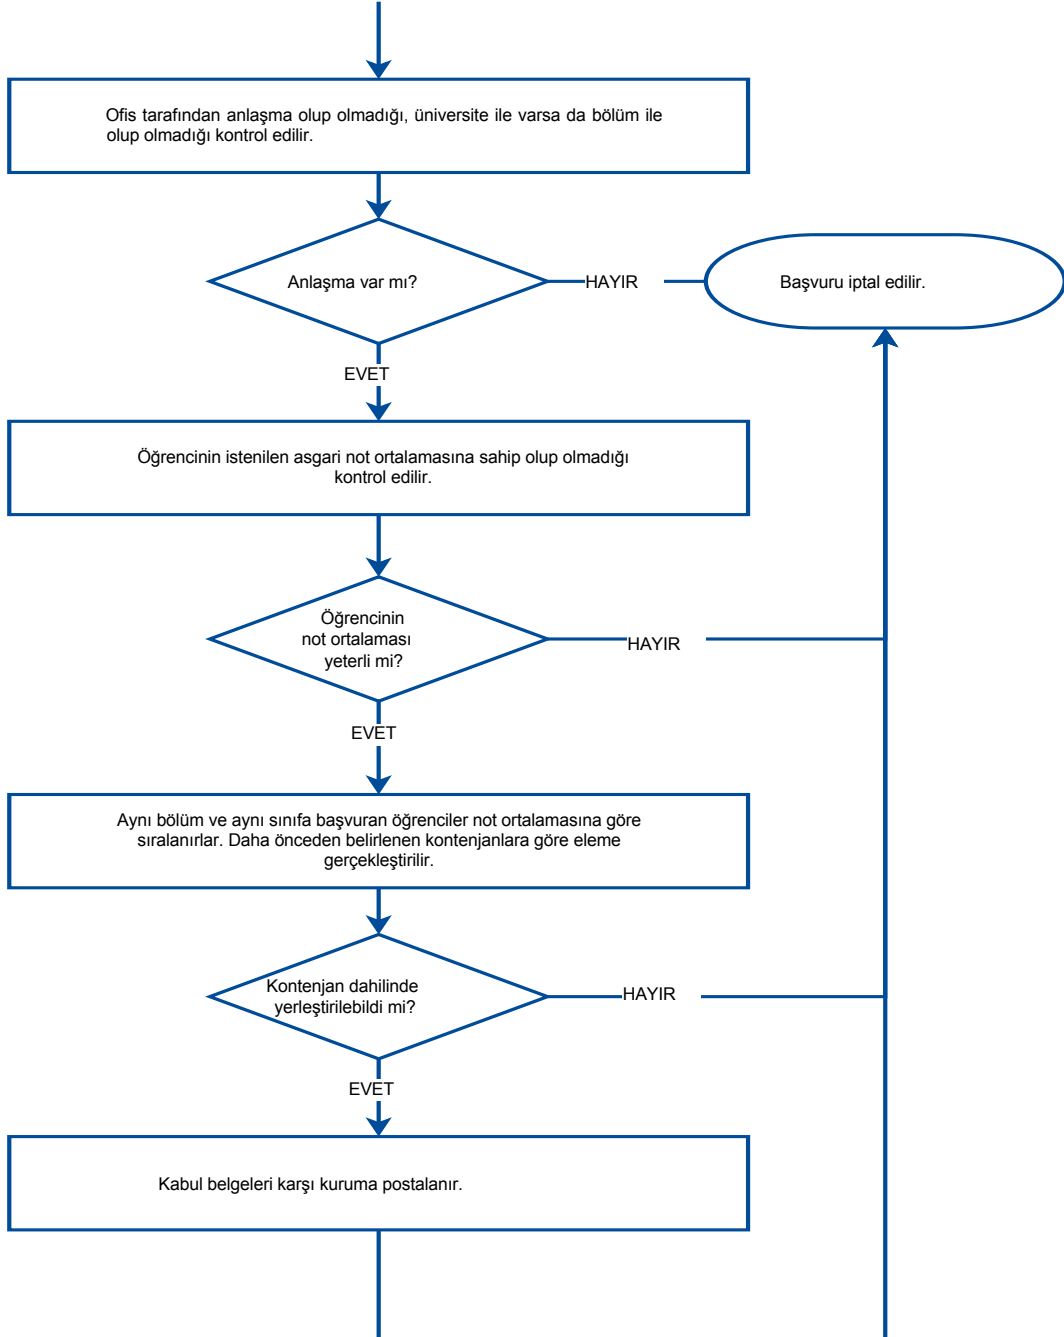 Ofis tarafından anlaşma olup olmadığı, üniversite ile varsa da bölüm ile
olup olmadığı kontrol edilir.
Anlaşma var mı?
HAYIR
Başvuru iptal edilir.
EVET
Öğrencinin istenilen asgari not ortalamasına sahip olup olmadığı
kontrol edilir.
Öğrencinin
not ortalaması
yeterli mi?
HAYIR
EVET
Aynı bölüm ve aynı sınıfa başvuran öğrenciler not ortalamasına göre
sıralanırlar. Daha önceden belirlenen kontenjanlara göre eleme
gerçekleştirilir.
Kontenjan dahilinde
yerleştirilebildi mi?
HAYIR
EVET
Kabul belgeleri karşı kuruma postalanır.